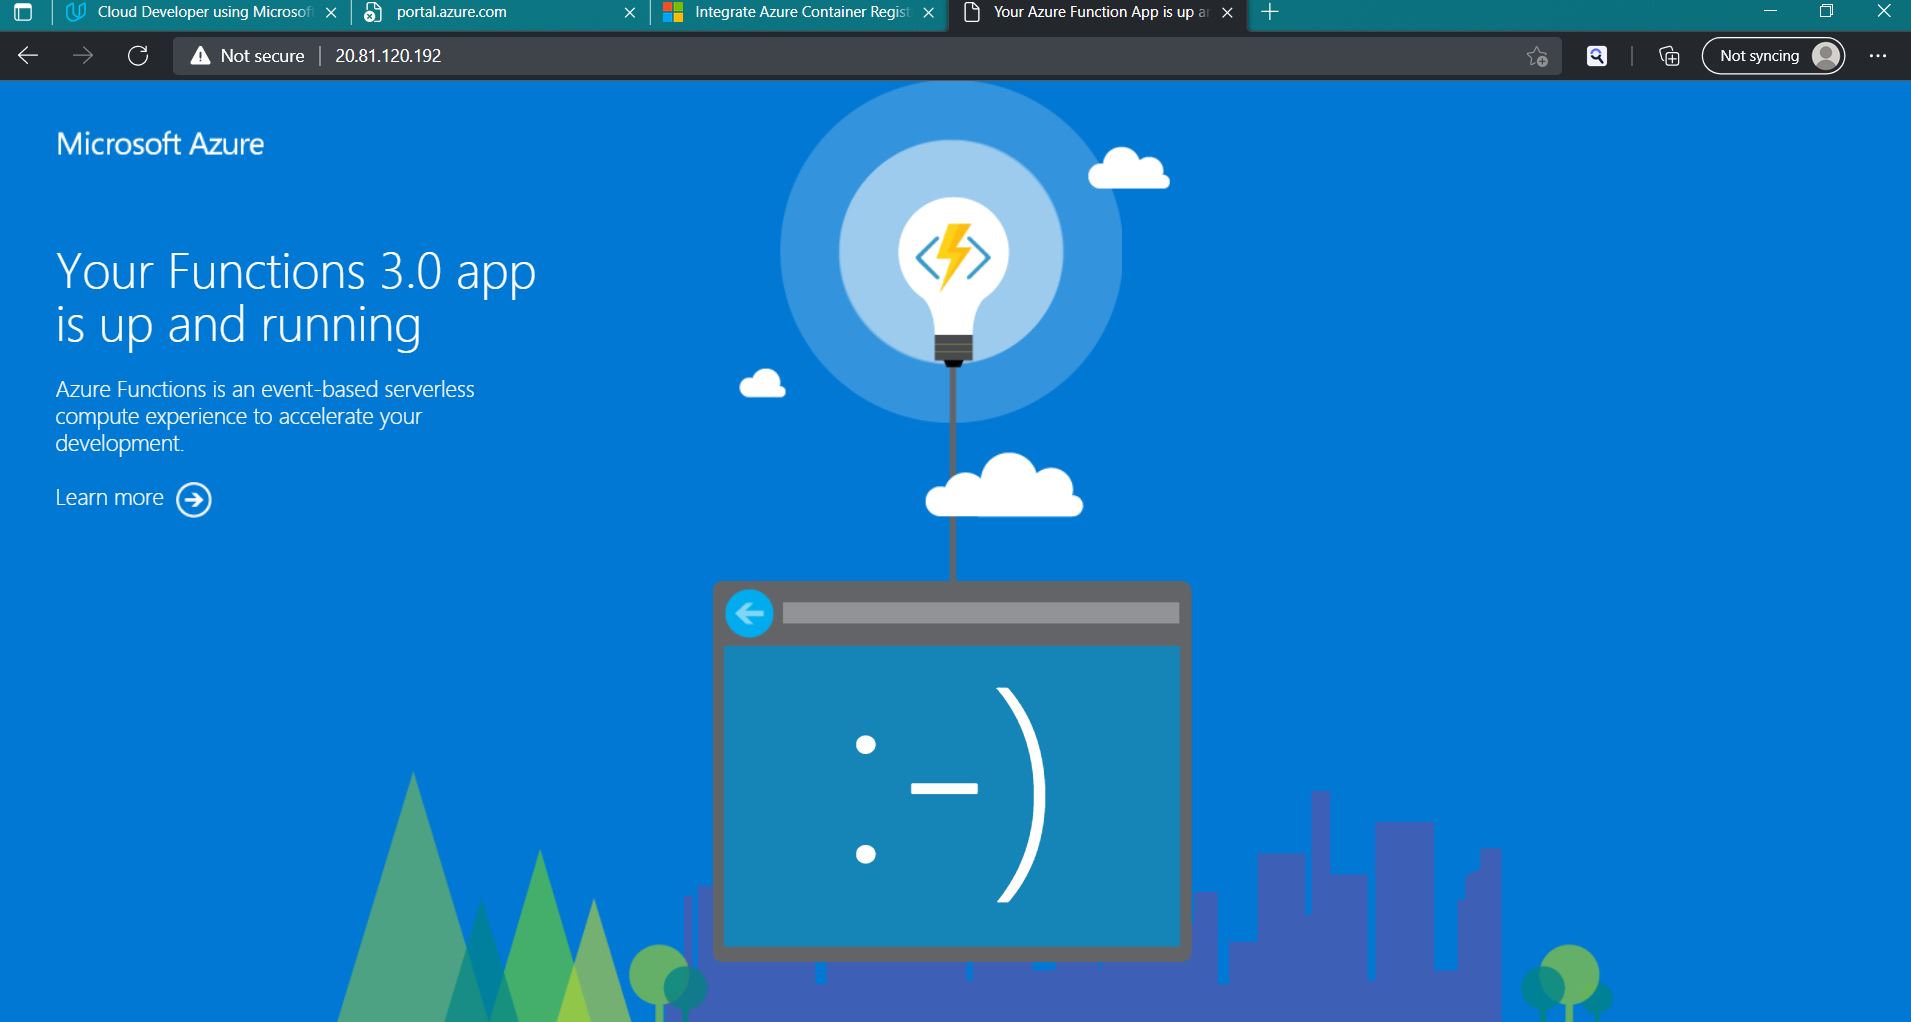 Cloud Developer using Microsof
portal.azure.com
Integrate Azure Container Regist
Your Azure Function App is up ar
Not secure
20.81.120.192
Not syncing
Microsoft Azure
Your Functions 3.0 app
is up and running
Azure Functions is an event-based serverless
compute experience to accelerate your
development.
Learn more
:-)